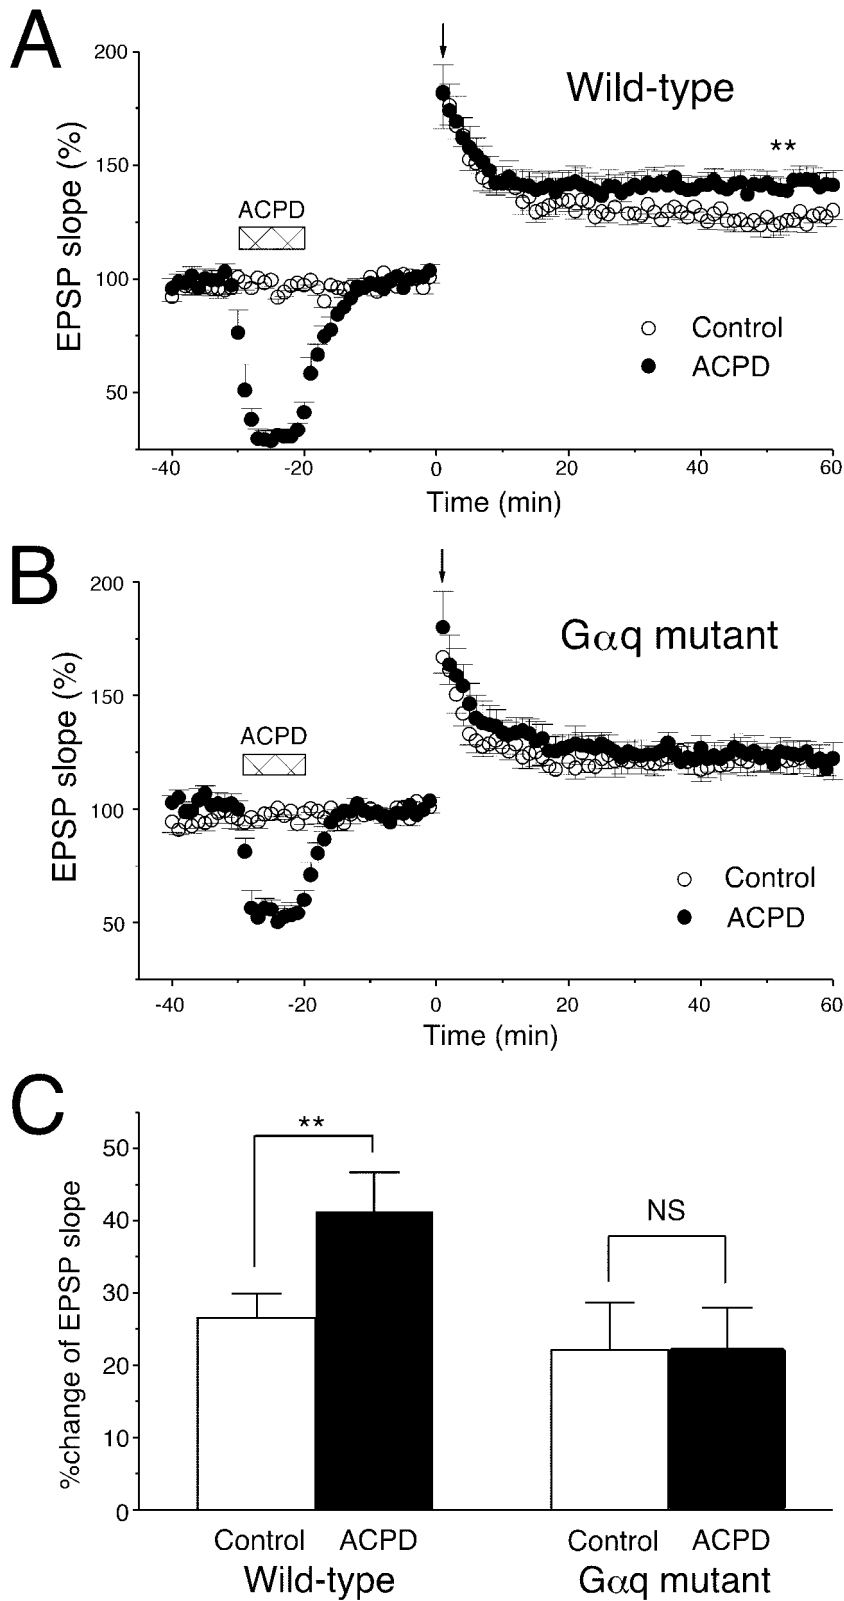 A
200
Wild-type
**
150
ACPD
EPSP slope (%)
100
Control
ACPD
50
-40 -20 0 20 40 60
Time (min)
B
200
Gαq mutant
150
ACPD
EPSP slope (%)
100
Control
ACPD
50
-40 -20 0 20 40 60
Time (min)
C
**
50
NS
40
30
%change of EPSP slope
20
10
0
Control ACPD Control ACPD
Wild-type Gαq mutant